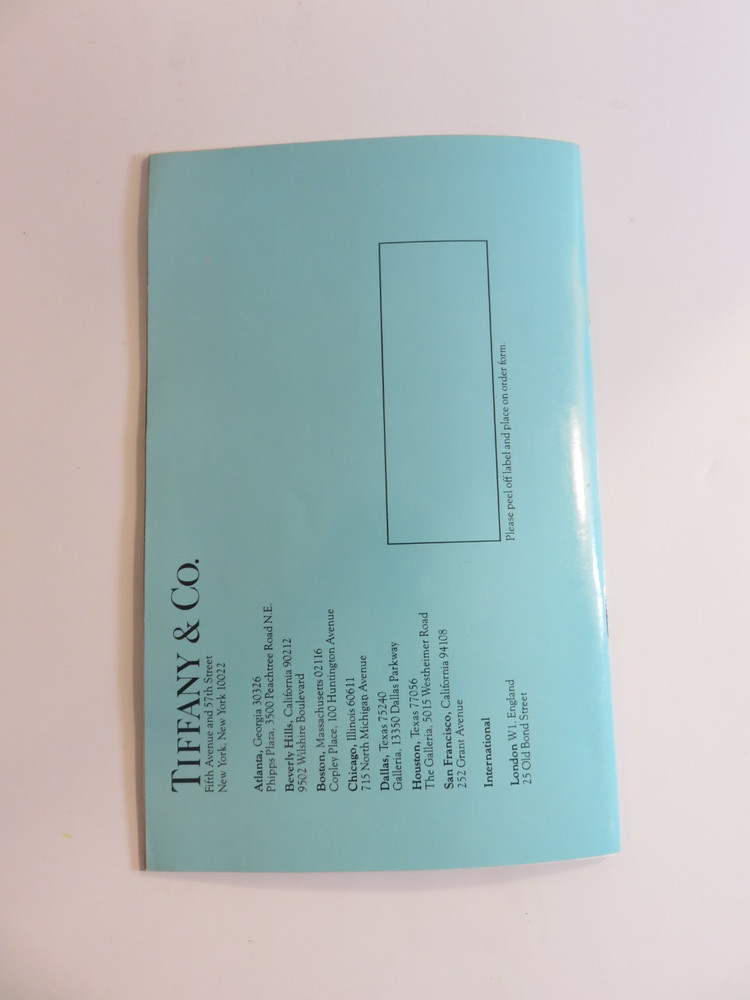 TIFFANY & CO.
Fifth Avenue and 57th Street
New York, New York 10022
Atlanta, Georgia 30326
Phipps Plaza, 3500 Peachtree Road N.E.
Beverly Hills, California 90212
9502 Wilshire Boulevard
Boston, Massachusetts 02116
Copley Place, 100 Huntington Avenue
Chicago, Illinois 60611
715 North Michigan Avenue
Dallas, Texas 75240
Galleria, 13350 Dallas Parkway
Houston, Texas 77056
The Galleria, 5015 Westheimer Road
San Francisco, California 94108
252 Grant Avenue
International
London W1, England
25 Old Bond Street
Please peel off label and place on order form.